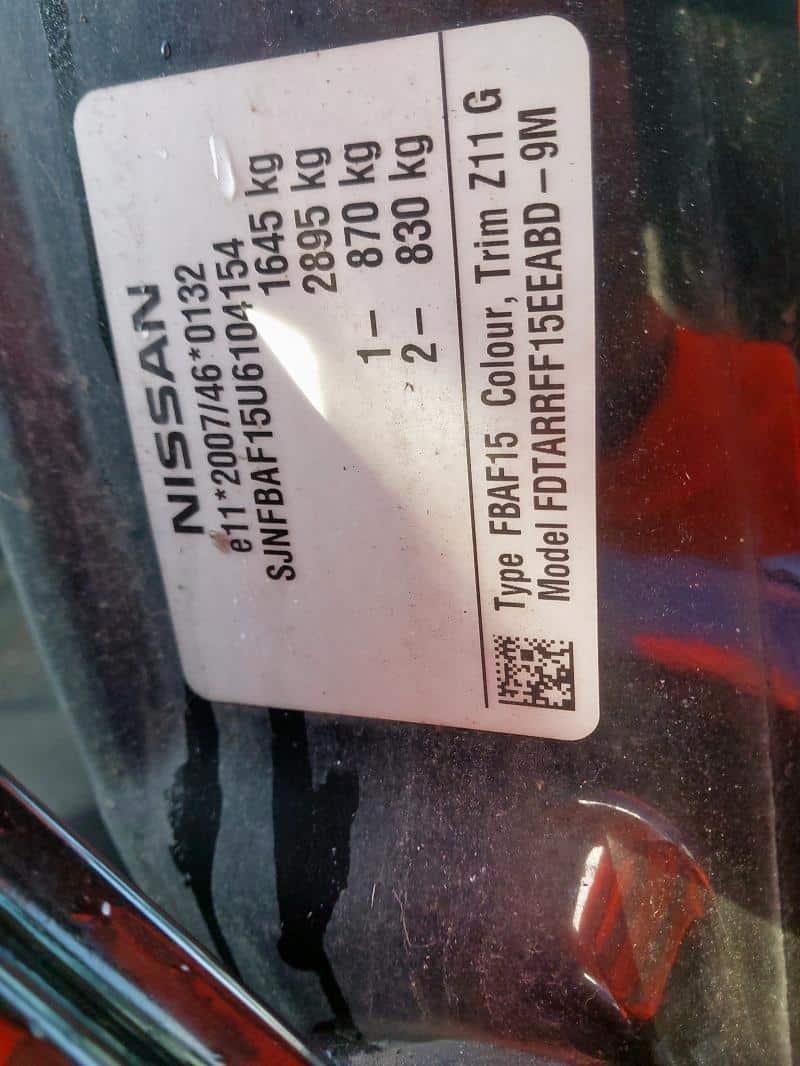 NISSAN
e11*2007/46*0132
SJNFBAF15U6104154
1645 kg
2895 kg
1– 870 kg
2– 830 kg
Type FBAF15 Colour, Trim Z11 G
Model FDTARRFF15EEABD – 9M